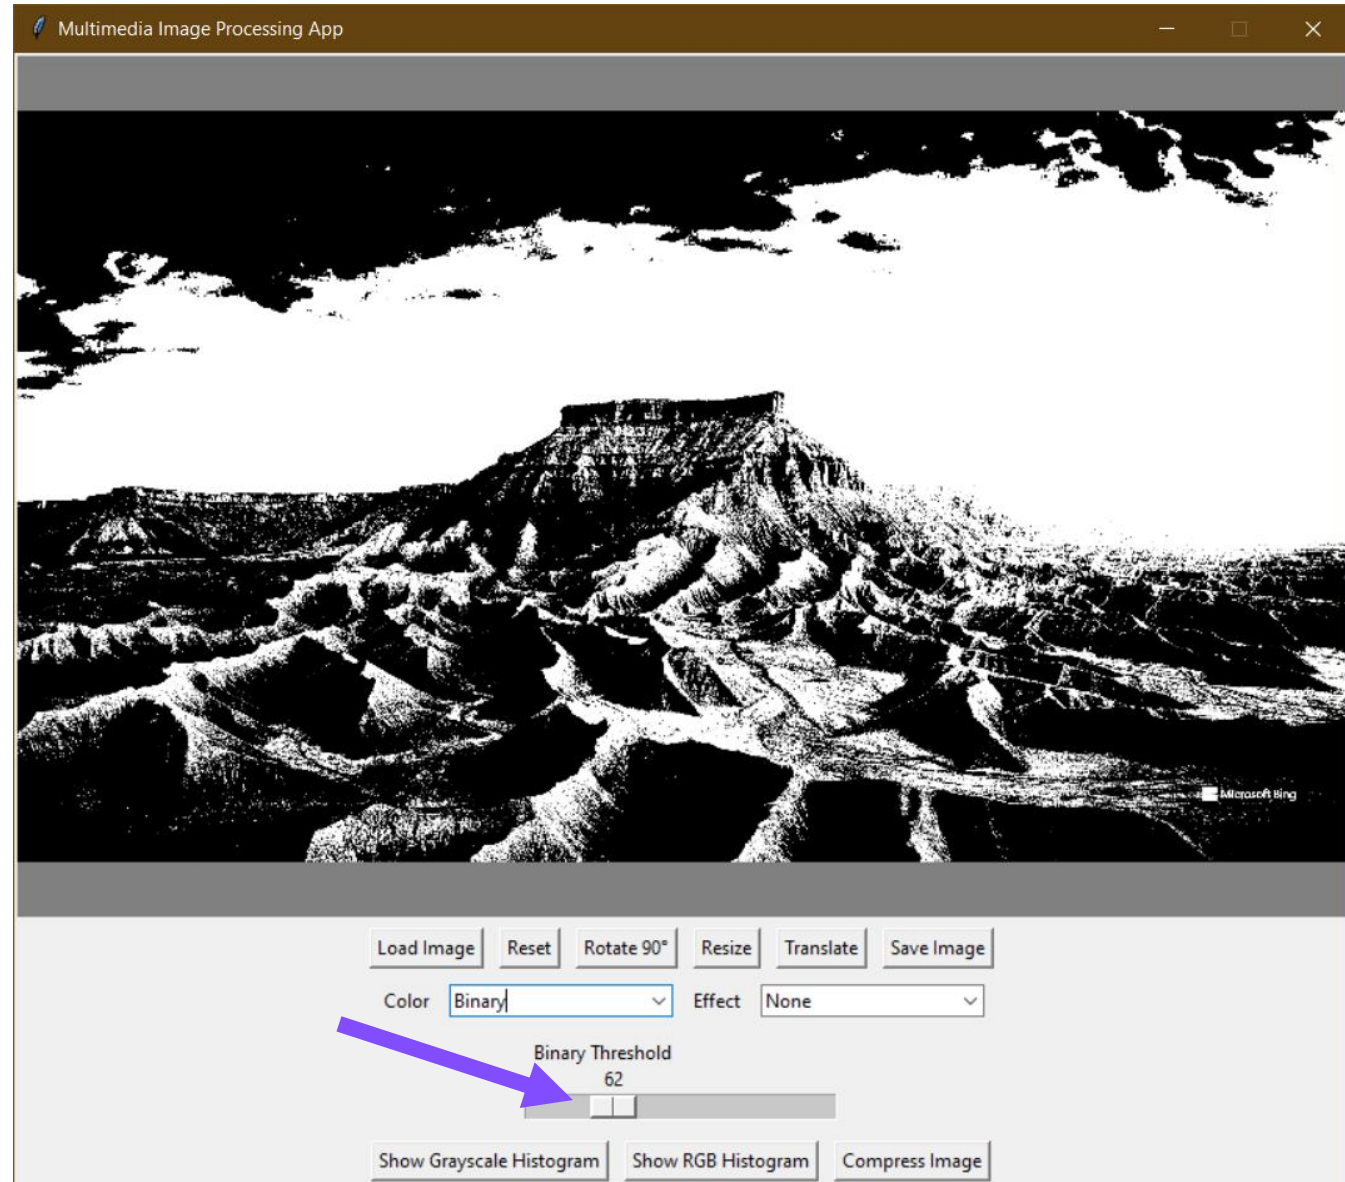 Multimedia Image Processing App
Microsoft Bing
Load Image Reset Rotate 90° Resize Translate Save Image
Color Binary Effect None
Binary Threshold
62
Show Grayscale Histogram Show RGB Histogram Compress Image